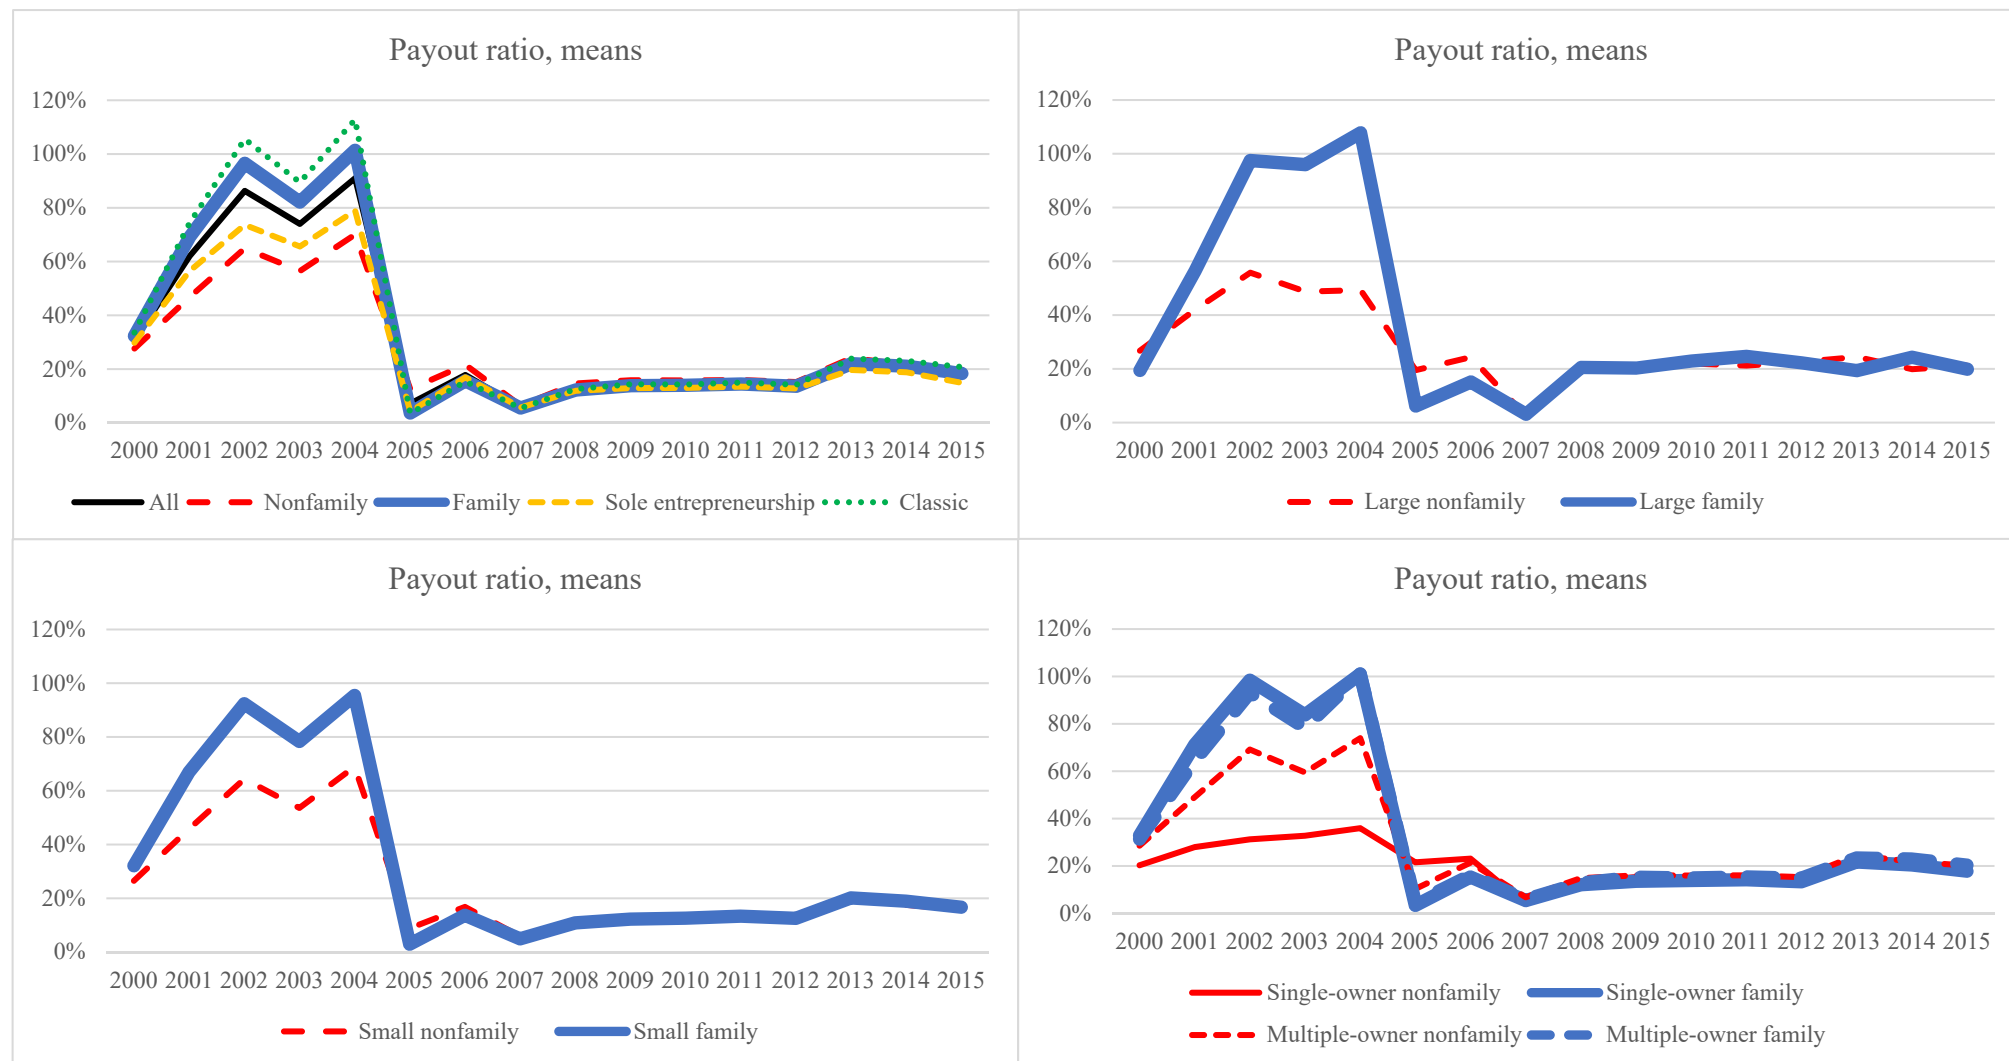 Payout ratio, means
120%
100%
80%
60%
40%
20%
0%
2000 2001 2002 2003 2004 2005 2006 2007 2008 2009 2010 2011 2012 2013 2014 2015
All Nonfamily Family Sole entrepreneurship Classic
Payout ratio, means
120%
100%
80%
60%
40%
20%
0%
2000 2001 2002 2003 2004 2005 2006 2007 2008 2009 2010 2011 2012 2013 2014 2015
Large nonfamily Large family
Payout ratio, means
120%
100%
80%
60%
40%
20%
0%
2000 2001 2002 2003 2004 2005 2006 2007 2008 2009 2010 2011 2012 2013 2014 2015
Small nonfamily Small family
Payout ratio, means
120%
100%
80%
60%
40%
20%
0%
2000 2001 2002 2003 2004 2005 2006 2007 2008 2009 2010 2011 2012 2013 2014 2015
Single-owner nonfamily Single-owner family
Multiple-owner nonfamily Multiple-owner family